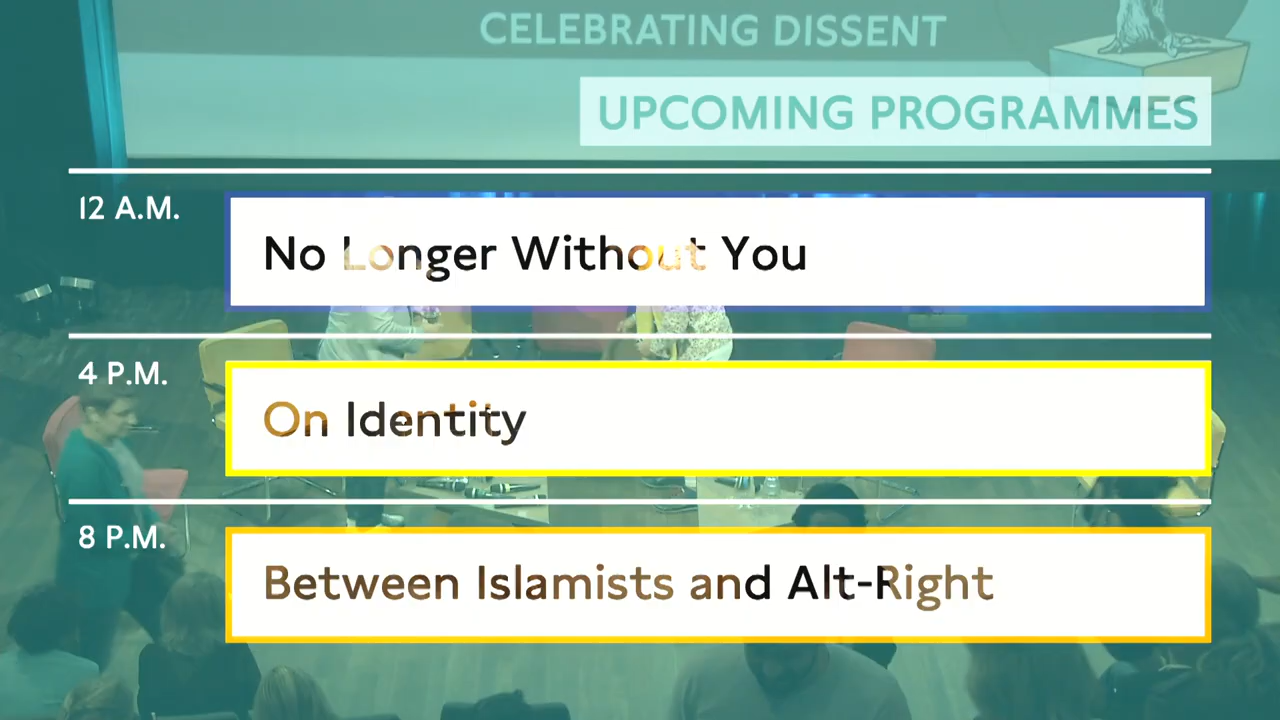 CELEBRATING DISSENT
UPCOMING PROGRAMMES
12 A.M.
No Longer Without You
4 P.M.
On Identity
8 P.M.
Between Islamists and Alt-Right